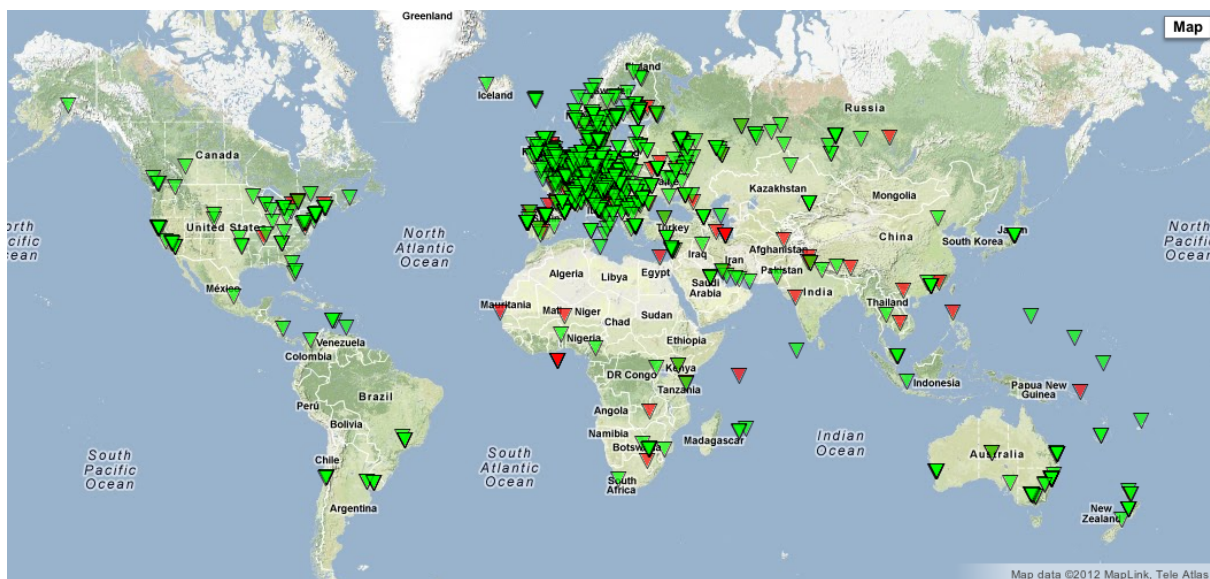 Greenland
Map
Iceland
Finland
Russia
Canada
Kazakhstan
Mongolia
North
Pacific
Ocean
United States
North
Atlantic
Ocean
Turkey
Iraq
Iran
Afghanistan
Pakistan
China
South Korea
Japan
North
Pacific
Ocean
Algeria
Libya
Egypt
Saudi
Arabia
India
Thailand
México
Mauritania
Mali
Niger
Chad
Sudan
Nigeria
Ethiopia
Venezuela
Colombia
DR Congo
Kenya
Tanzania
Indonesia
Papua New
Guinea
Perú
Brazil
Bolivia
Angola
Namibia
Botswana
Madagascar
Indian
Ocean
Australia
South
Pacific
Ocean
Chile
South
Atlantic
Ocean
South
Africa
Argentina
New
Zealand
Map data ©2012 MapLink, Tele Atlas